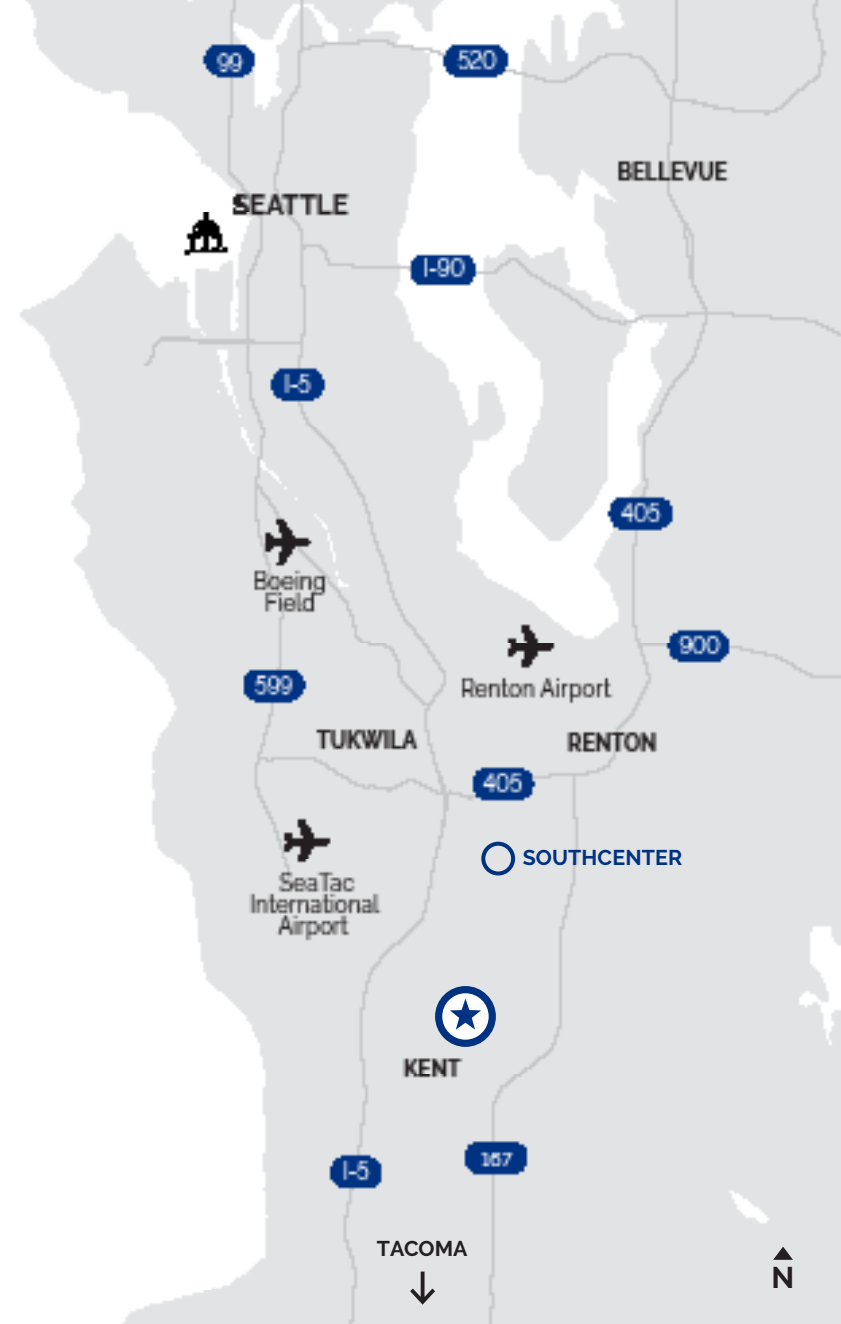 99
520
BELLEVUE
SEATTLE
I-90
I-5
405
Boeing
Field
900
599
Renton Airport
TUKWILA
RENTON
405
SOUTHCENTER
SeaTac
International
Airport
KENT
167
I-5
TACOMA
N